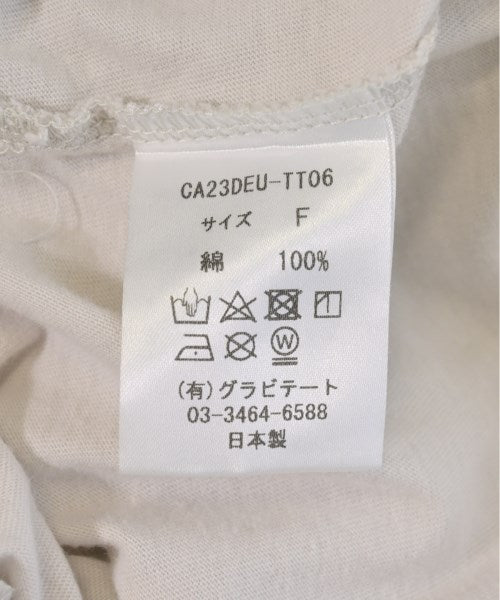 CA23DEU-TT06
サイズ F
綿 100%
W
(有)グラビテート
03-3464-6588
日本製